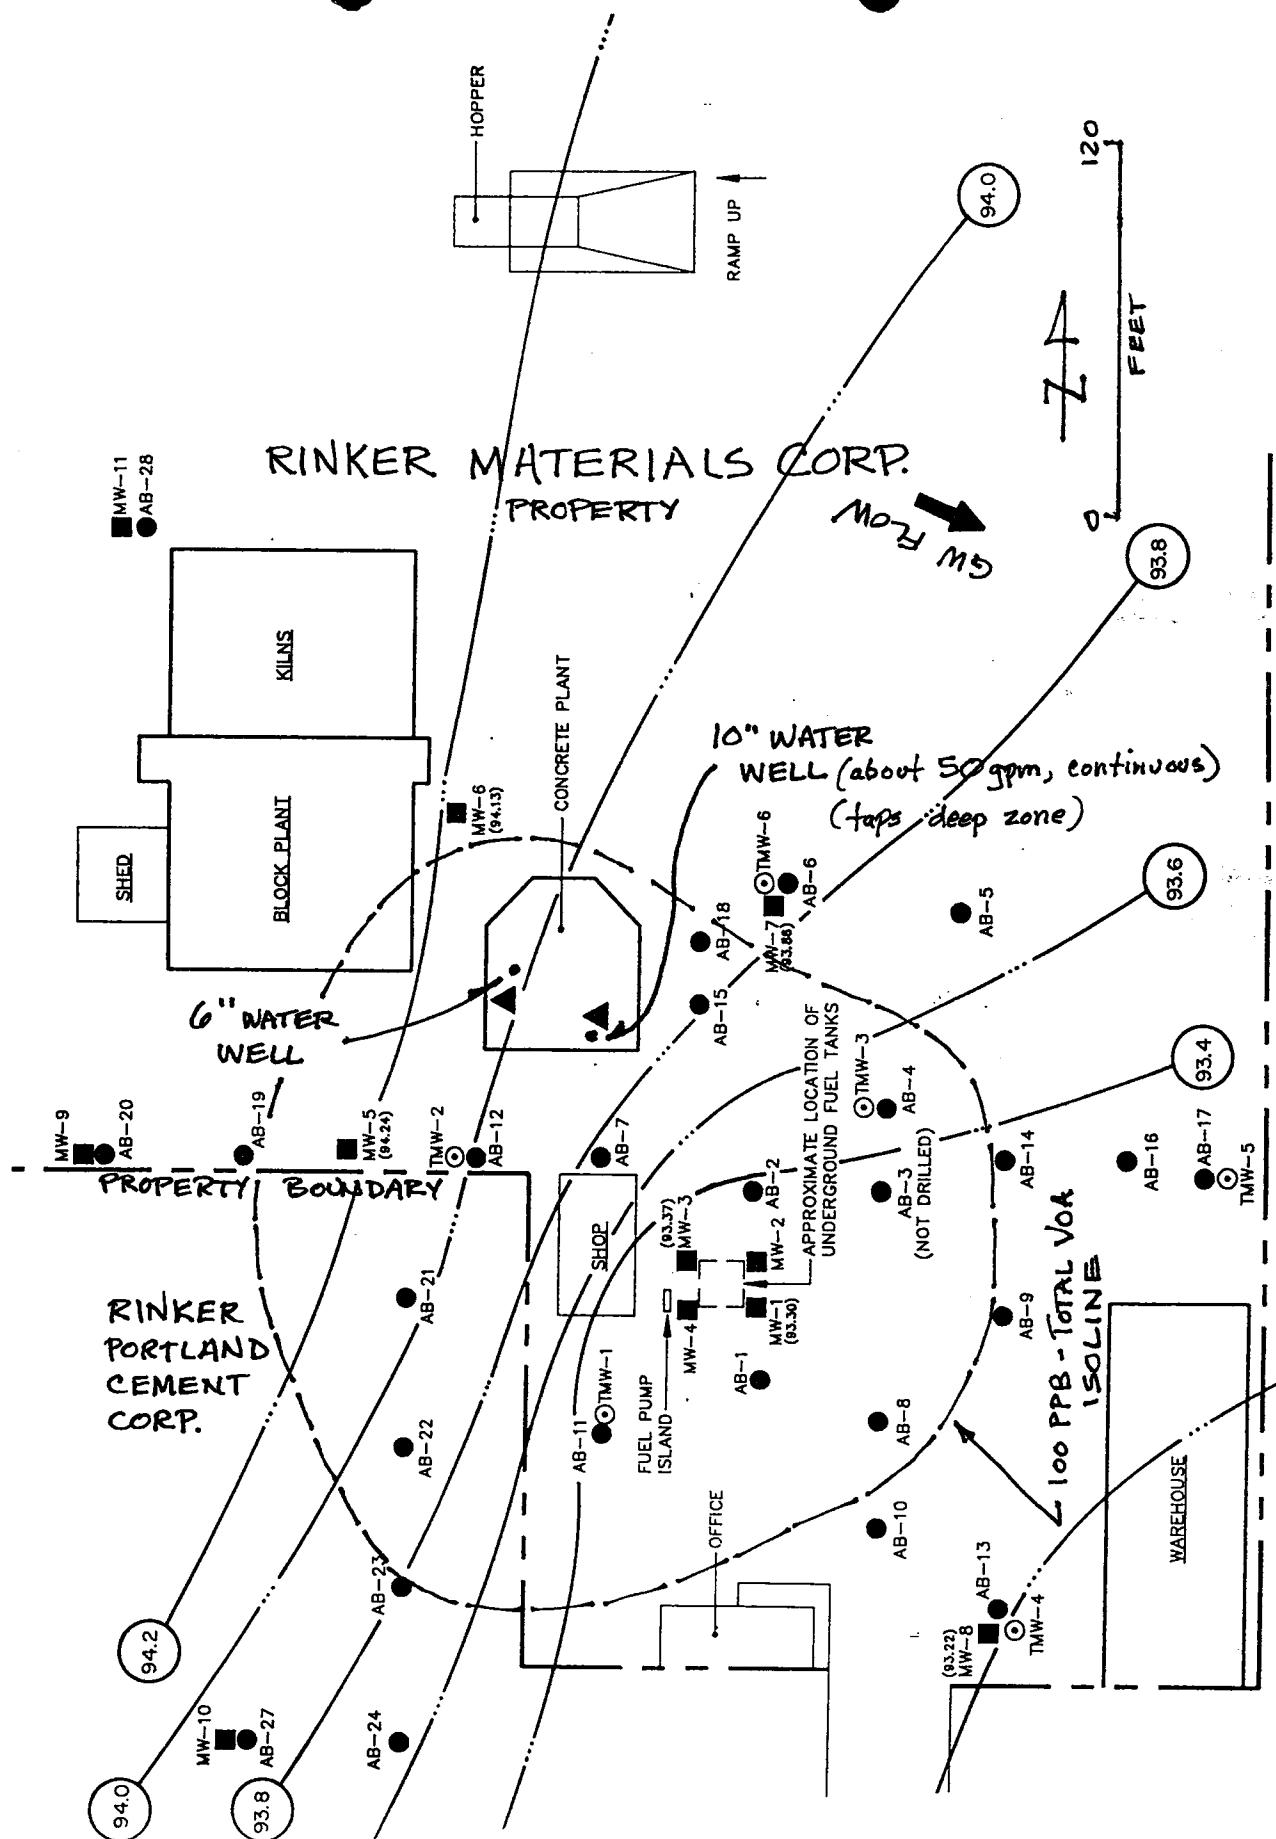 HOPPER
RAMP UP
94.0
120
0
FEET
N
MW-11
AB-28
RINKER MATERIALS CORP.
PROPERTY
GW FLOW
93.8
KILNS
SHED
BLOCK PLANT
CONCRETE PLANT
MW-6
(94.13)
10" WATER
WELL (about 50 gpm, continuous)
(taps deep zone)
TMW-6
AB-6
MW-7
(93.88)
AB-18
AB-15
AB-5
93.6
93.4
6" WATER
WELL
MW-9
AB-20
AB-19
MW-5
(94.24)
TMW-2
AB-12
AB-7
PROPERTY BOUNDARY
SHOP
APPROXIMATE LOCATION OF
UNDERGROUND FUEL TANKS
TMW-3
AB-4
AB-2
AB-3
(NOT DRILLED)
AB-14
AB-16
AB-17
TMW-5
(93.37)
MW-3
MW-2
MW-1
(93.30)
MW-4
AB-1
FUEL PUMP
ISLAND
AB-9
AB-8
AB-10
100 PPB - TOTAL VOA
ISOLINE
RINKER
PORTLAND
CEMENT
CORP.
AB-21
AB-22
AB-23
TMW-1
AB-11
OFFICE
WAREHOUSE
AB-13
(93.22)
MW-8
TMW-4
94.2
MW-10
AB-27
AB-24
94.0
93.8